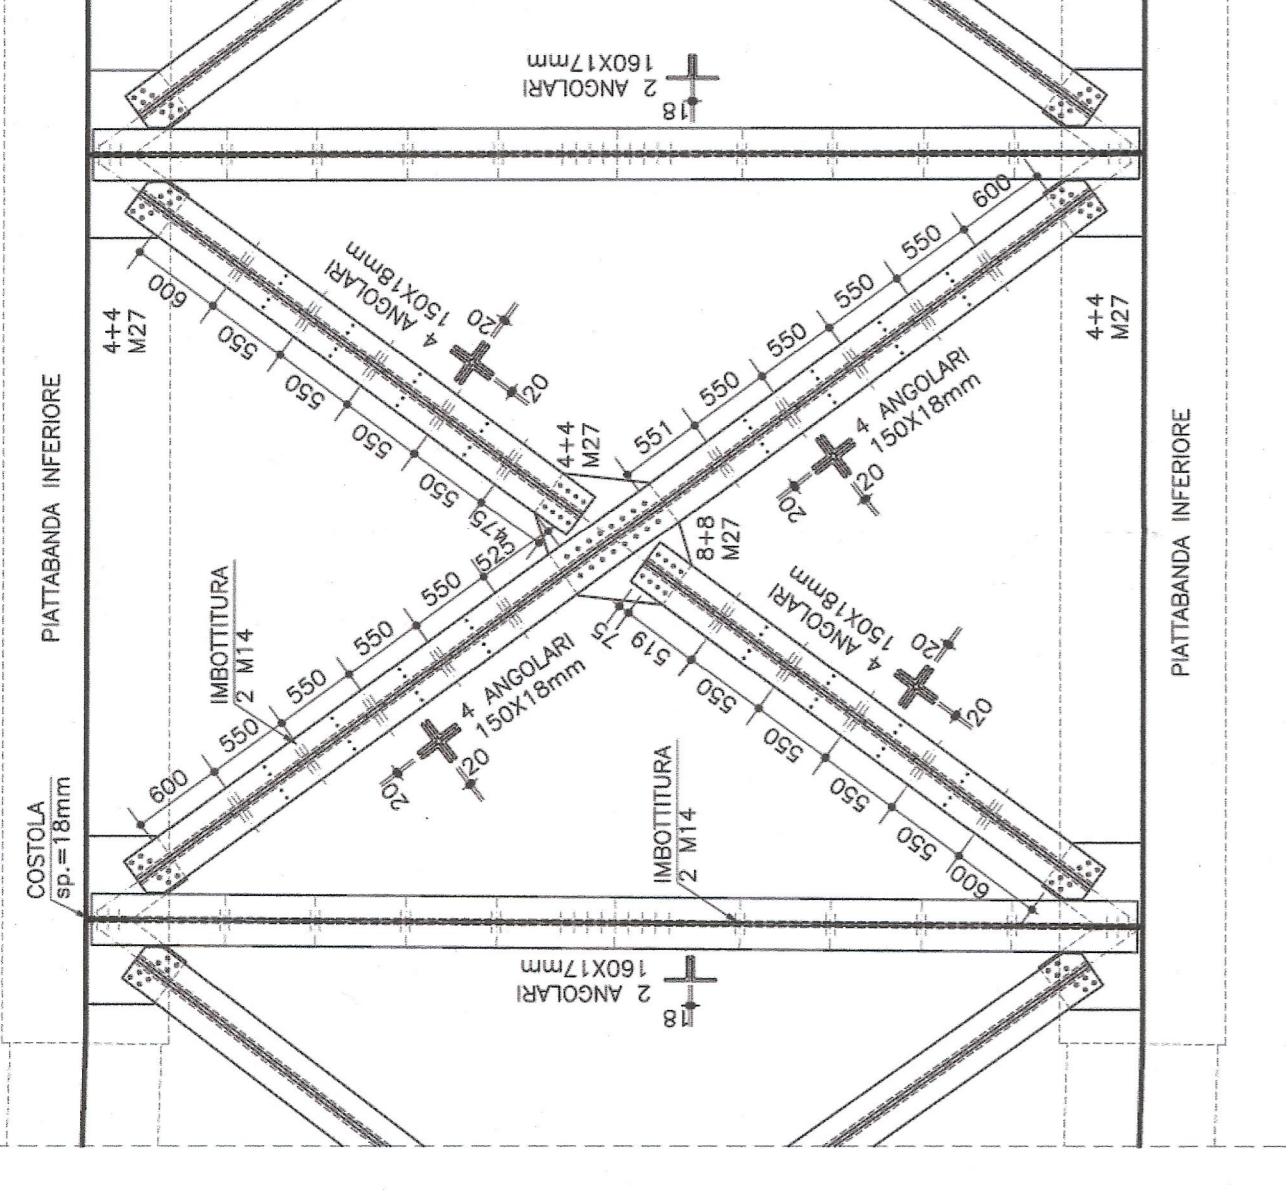 160X17mm
2 ANGOLARI
18
600
550
550
550
550
551
4+4
M27
600
550
550
550
550
475
4 ANGOLARI
150X18mm
20
20
4+4
M27
4+4
M27
4 ANGOLARI
150X18mm
20
20
8+8
M27
PIATTABANDA INFERIORE
PIATTABANDA INFERIORE
IMBOTTITURA
2 M14
525
550
550
550
550
600
4 ANGOLARI
150X18mm
20
20
75
519
550
550
550
550
600
4 ANGOLARI
150X18mm
20
20
COSTOLA
sp.=18mm
IMBOTTITURA
2 M14
160X17mm
2 ANGOLARI
18